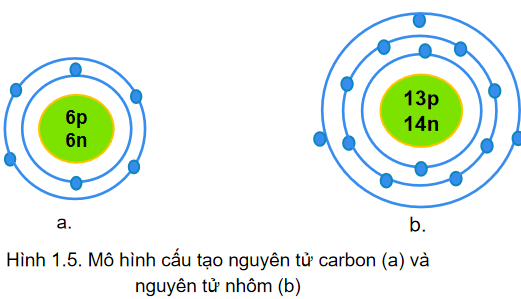 6p
6n
13p
14n
a.
b.
Hình 1.5. Mô hình cấu tạo nguyên tử carbon (a) và
nguyên tử nhôm (b)